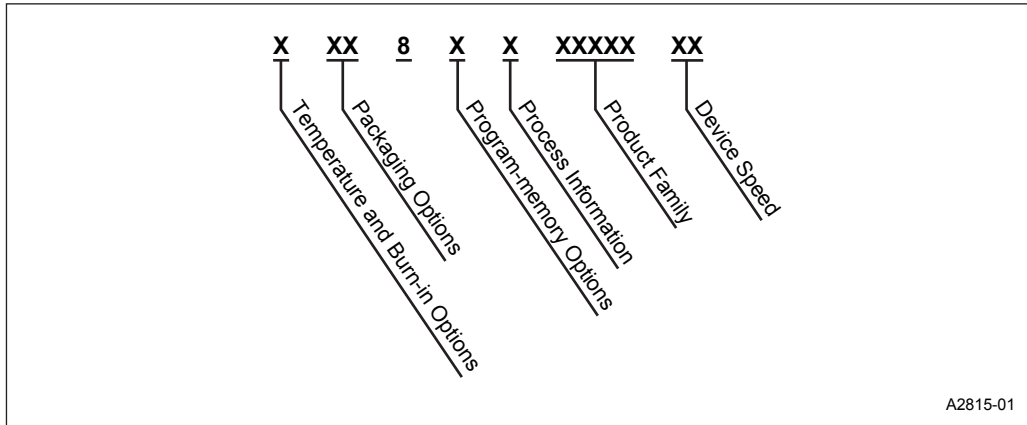 X XX 8 X X XXXXX XX
Temperature and Burn-in Options
Packaging Options
Program-memory Options
Process Information
Product Family
Device Speed
A2815-01